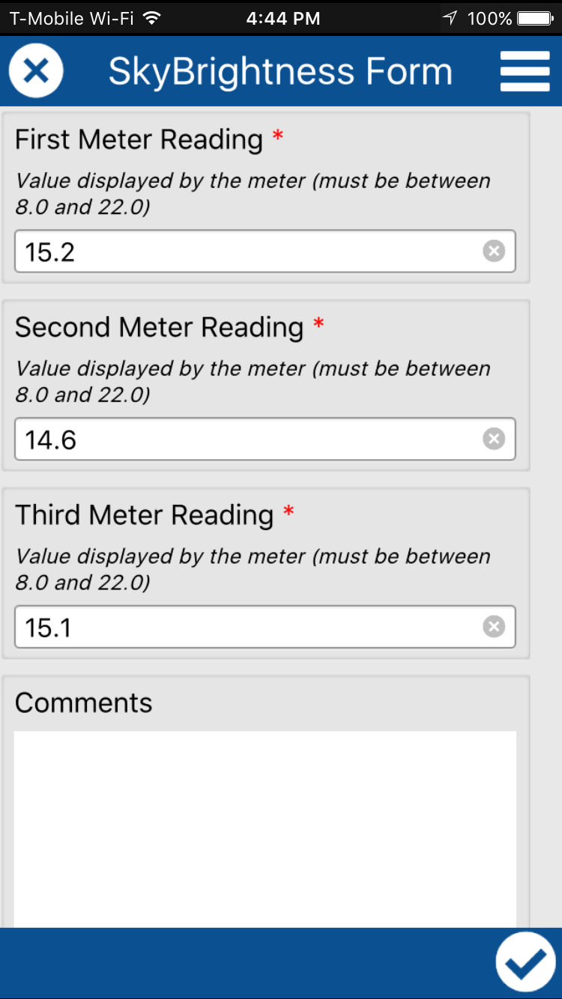 T-Mobile Wi-Fi 4:44 PM 100%
SkyBrightness Form
First Meter Reading *
Value displayed by the meter (must be between
8.0 and 22.0)
15.2
Second Meter Reading *
Value displayed by the meter (must be between
8.0 and 22.0)
14.6
Third Meter Reading *
Value displayed by the meter (must be between
8.0 and 22.0)
15.1
Comments